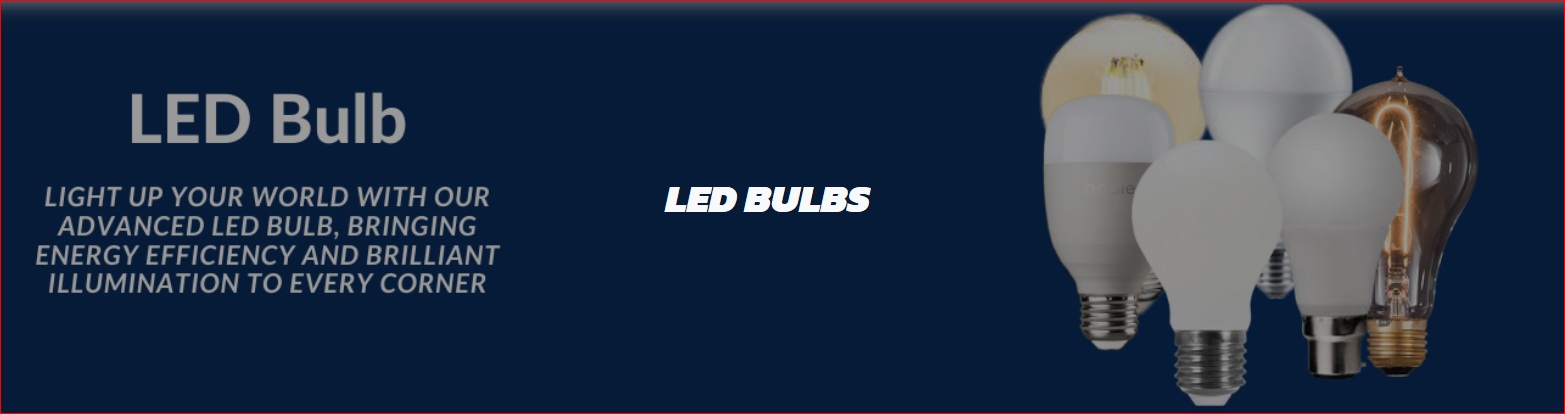 LED Bulb
LIGHT UP YOUR WORLD WITH OUR
ADVANCED LED BULB, BRINGING
ENERGY EFFICIENCY AND BRILLIANT
ILLUMINATION TO EVERY CORNER
LED BULBS